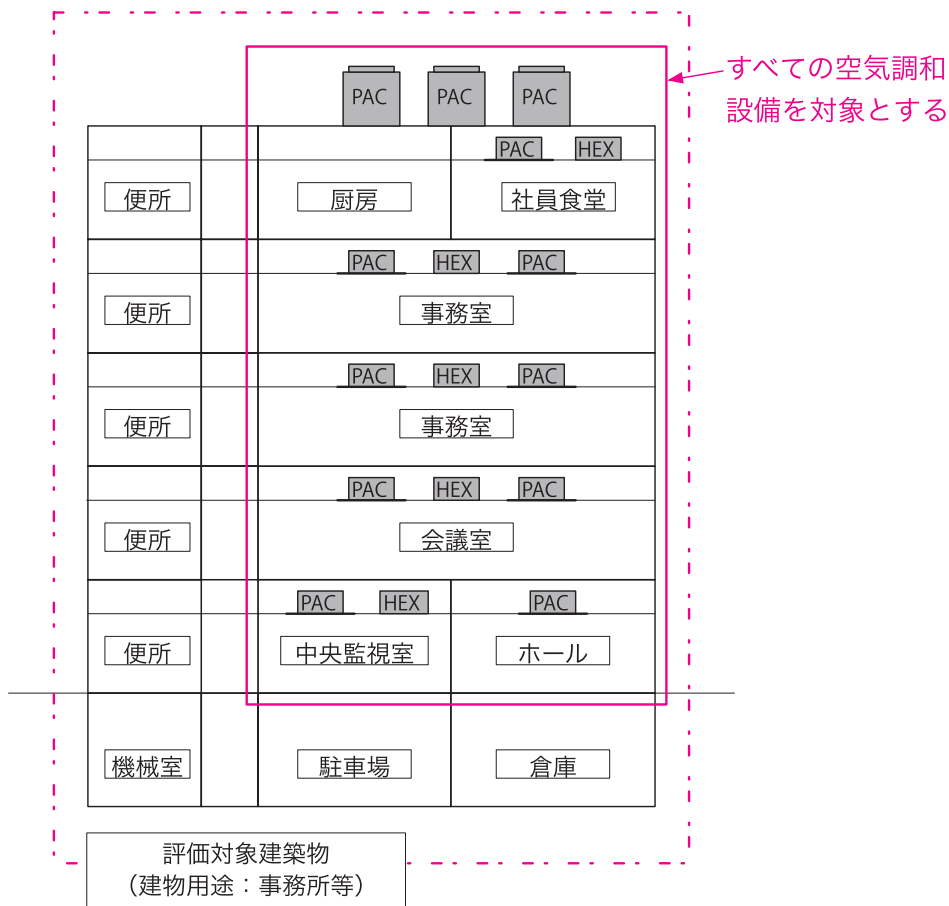 すべての空気調和
設備を対象とする
PAC PAC PAC
PAC HEX
便所 厨房 社員食堂
PAC HEX PAC
便所 事務室
PAC HEX PAC
便所 事務室
PAC HEX PAC
便所 会議室
PAC HEX PAC
便所 中央監視室 ホール
機械室 駐車場 倉庫
評価対象建築物
（建物用途：事務所等）